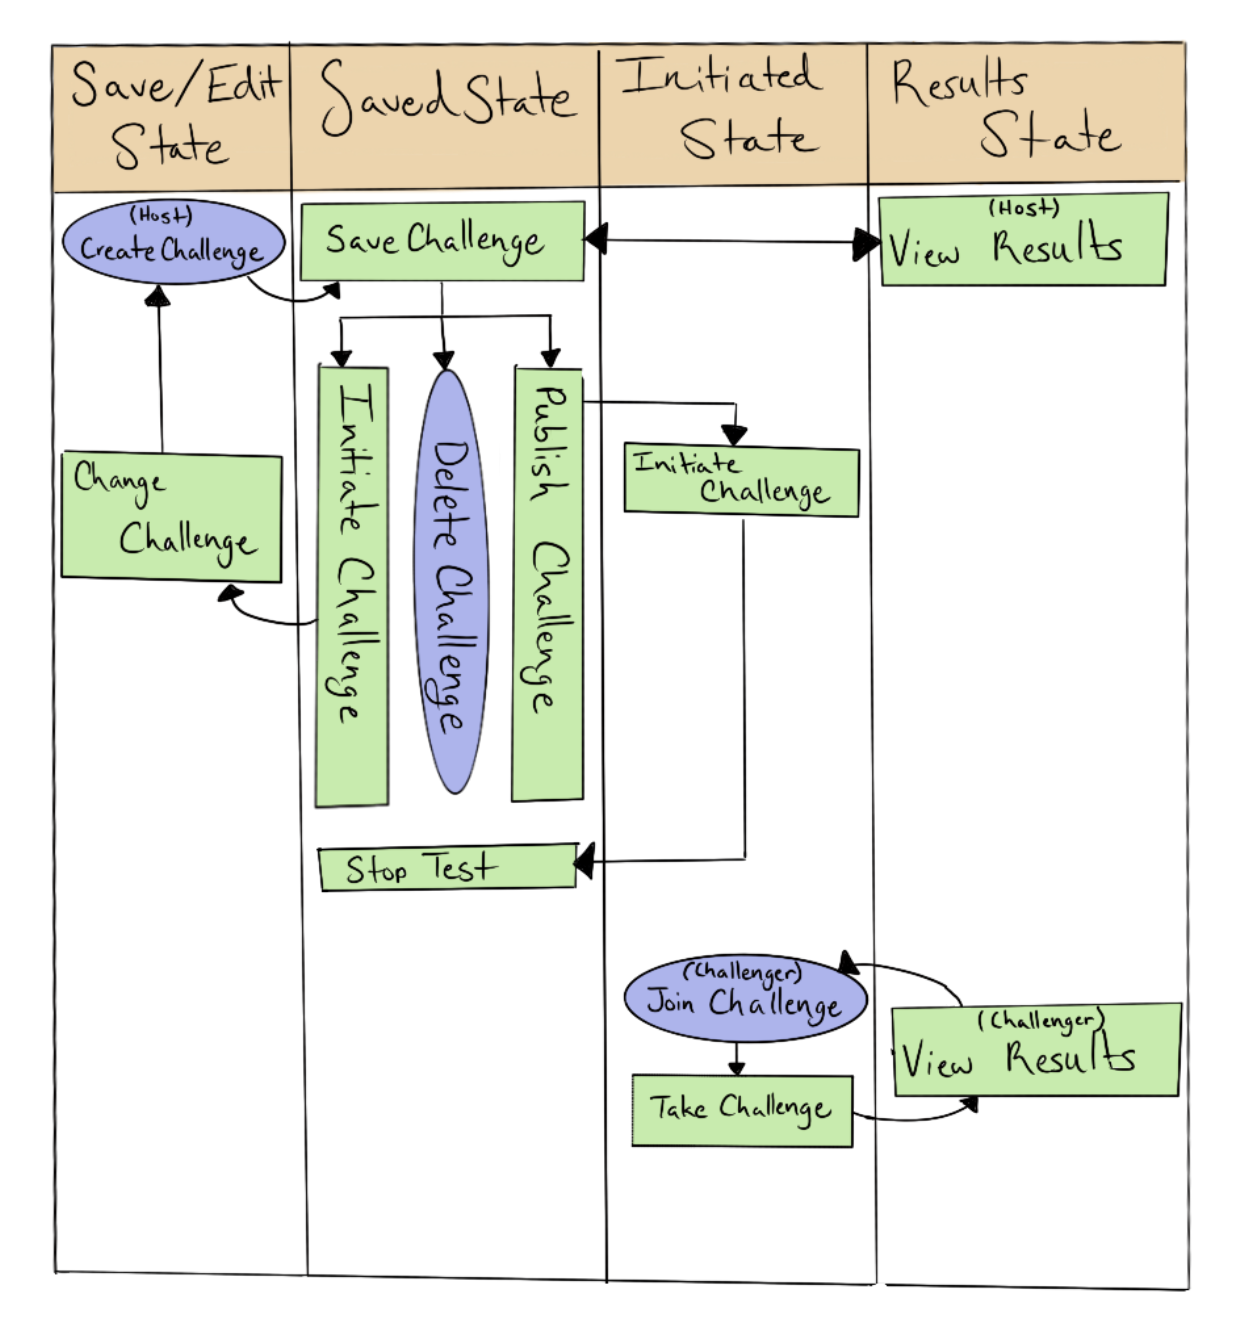 Save/Edit
State
Saved State
Initiated
State
Results
State
(Host)
Create Challenge
Save Challenge
(Host)
View Results
Change
Challenge
Initiate Challenge
Delete Challenge
Publish Challenge
Initiate
Challenge
Stop Test
(Challenger)
Join Challenge
(Challenger)
View Results
Take Challenge